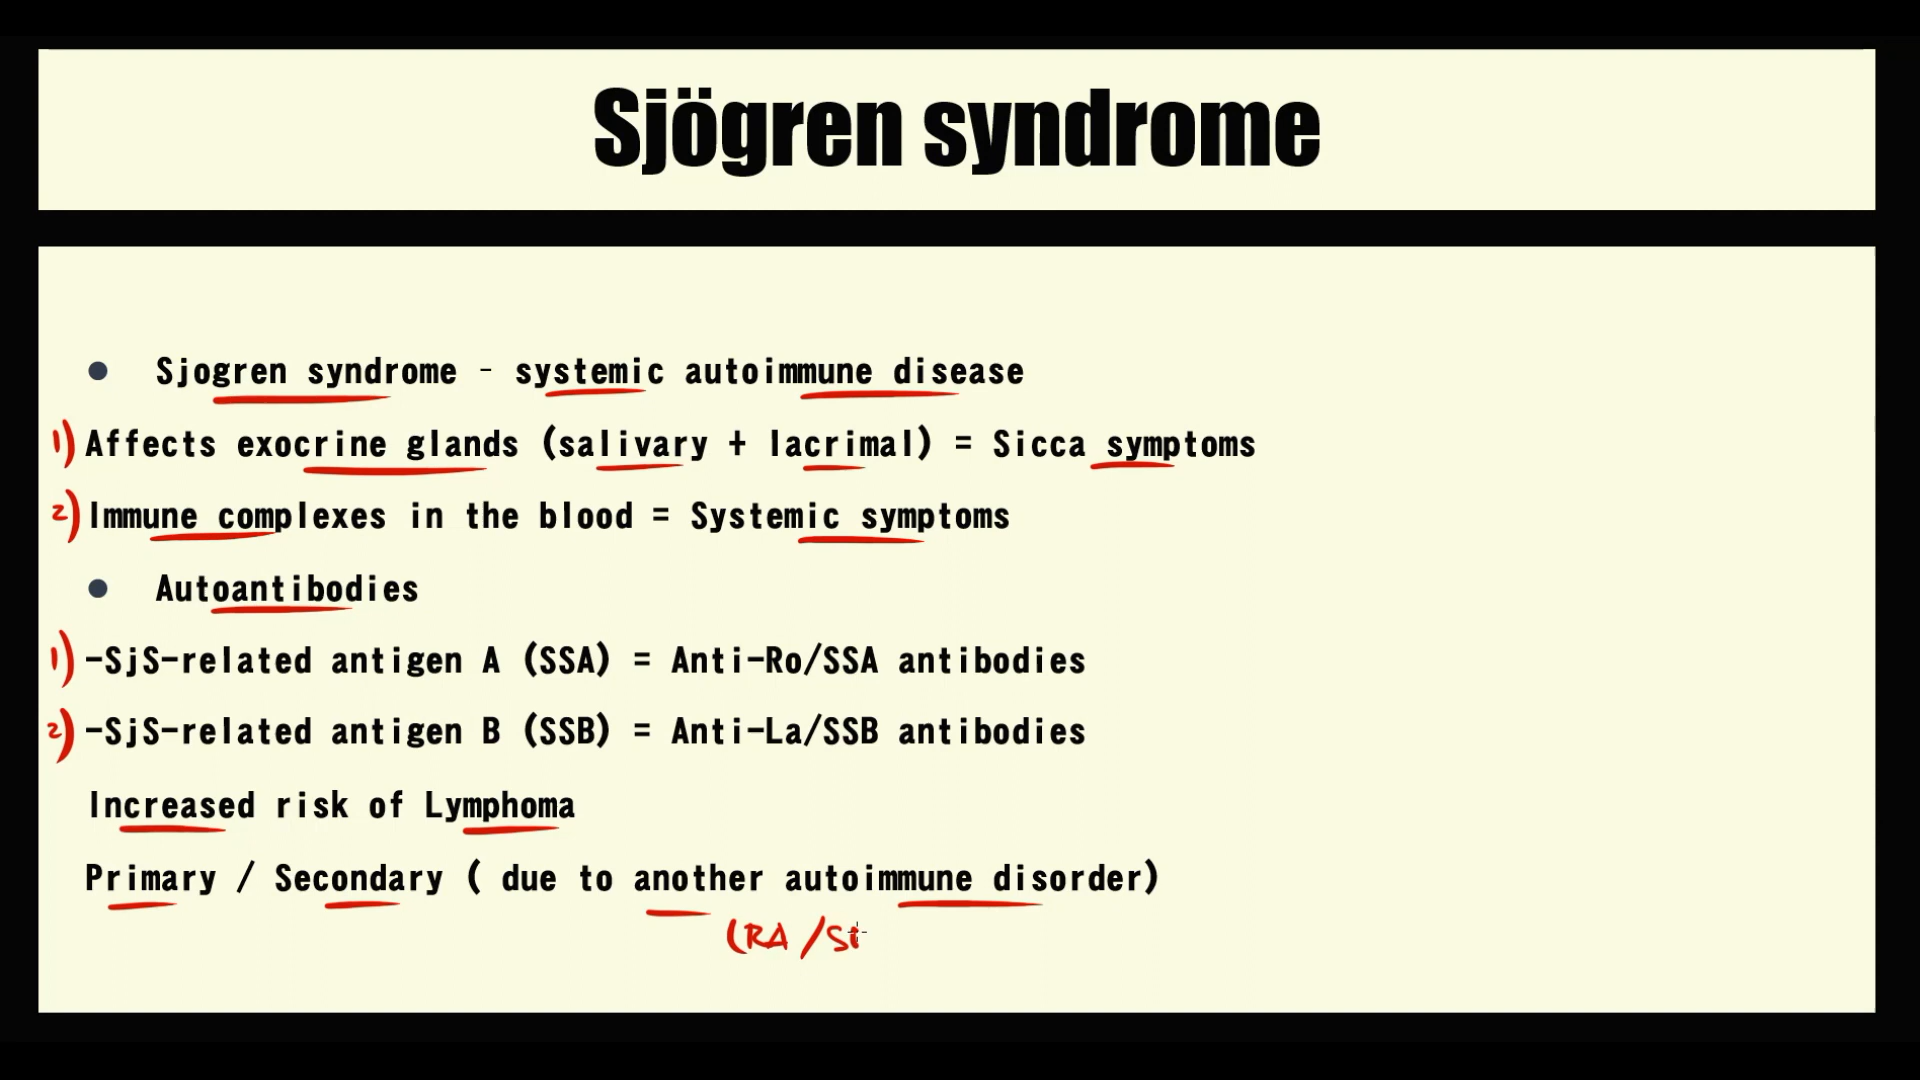 Sjögren syndrome
● Sjogren syndrome - systemic autoimmune disease
1) Affects exocrine glands (salivary + lacrimal) = Sicca symptoms
2) Immune complexes in the blood = Systemic symptoms
● Autoantibodies
1) -SjS-related antigen A (SSA) = Anti-Ro/SSA antibodies
2) -SjS-related antigen B (SSB) = Anti-La/SSB antibodies
Increased risk of Lymphoma
Primary / Secondary ( due to another autoimmune disorder)
(RA /